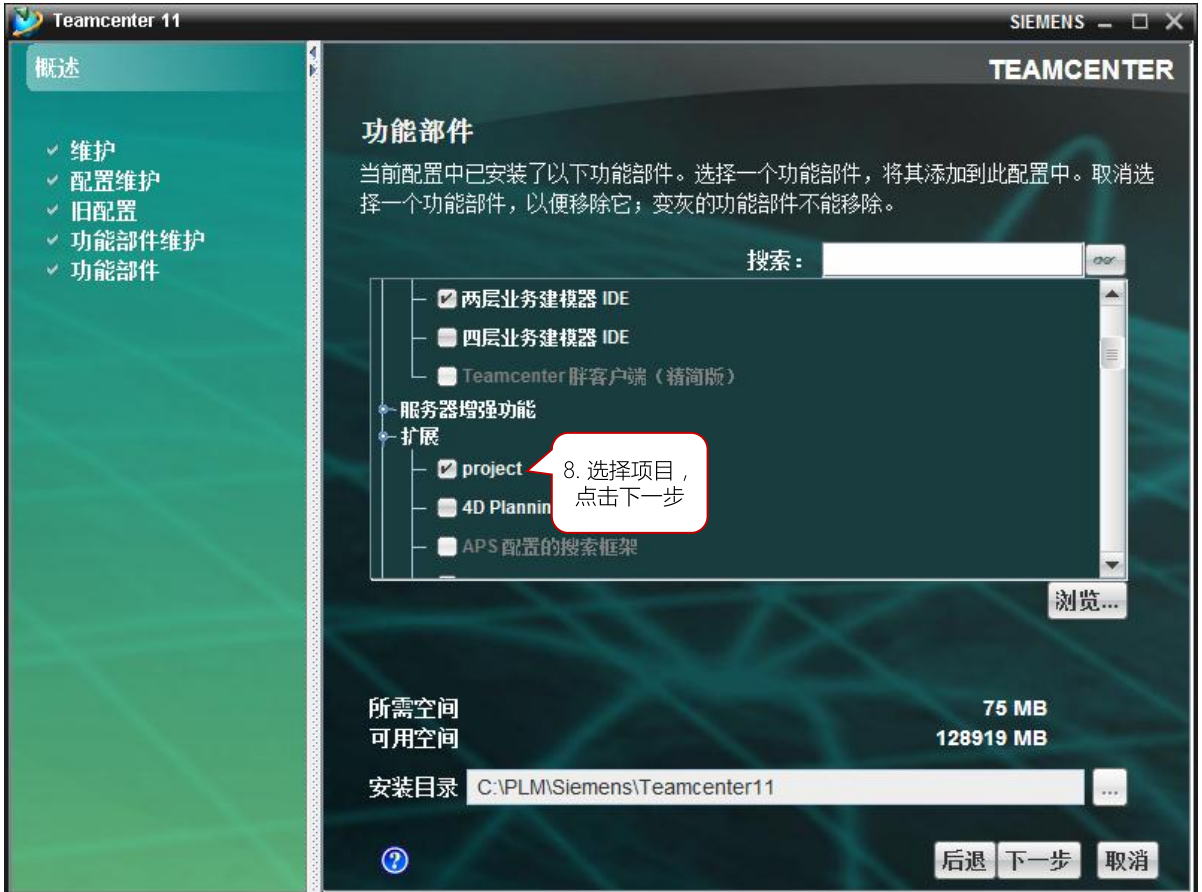 Teamcenter 11
SIEMENS
概述
TEAMCENTER
维护
配置维护
旧配置
功能部件维护
功能部件
功能部件
当前配置中已安装了以下功能部件。选择一个功能部件，将其添加到此配置中。取消选
择一个功能部件，以便移除它；变灰的功能部件不能移除。
搜索：
两层业务建模器 IDE
四层业务建模器 IDE
Teamcenter 胖客户端（精简版）
服务器增强功能
扩展
project
8. 选择项目，
点击下一步
4D Plannin
APS 配置的搜索框架
浏览...
所需空间 75 MB
可用空间 128919 MB
安装目录 C:\PLM\Siemens\Teamcenter11 ...
? 后退 下一步 取消